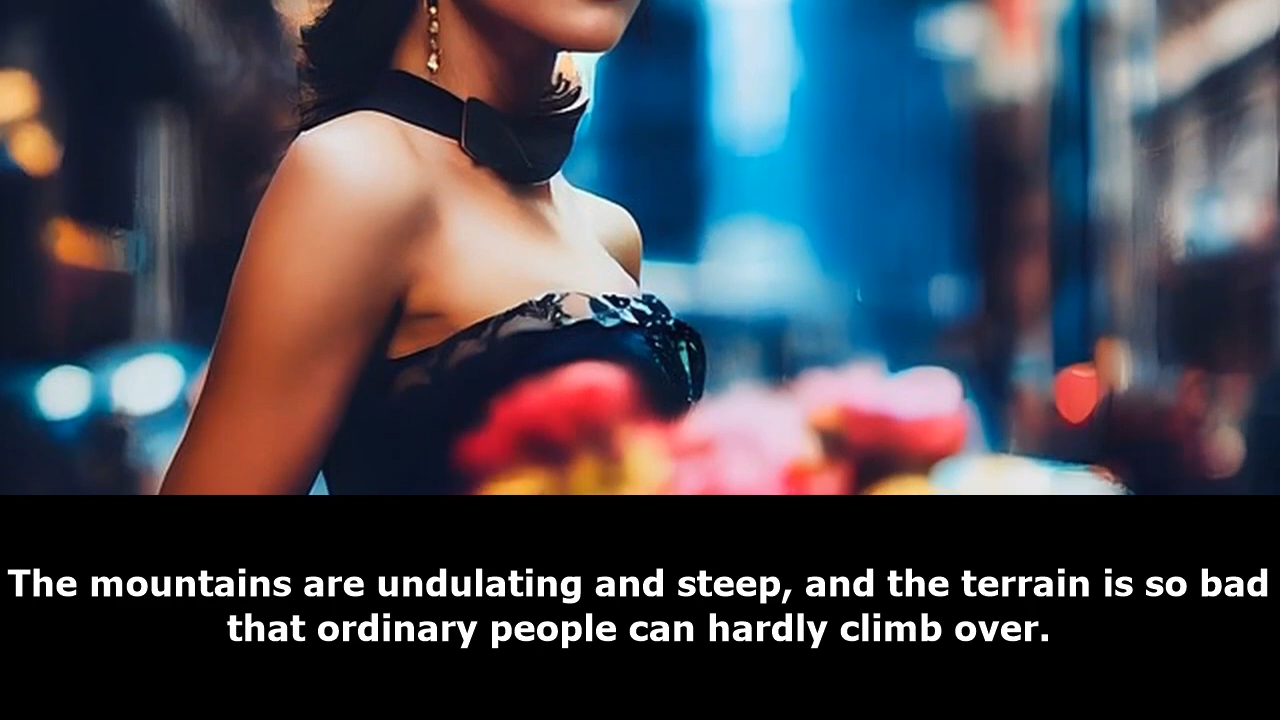 The mountains are undulating and steep, and the terrain is so bad
that ordinary people can hardly climb over.